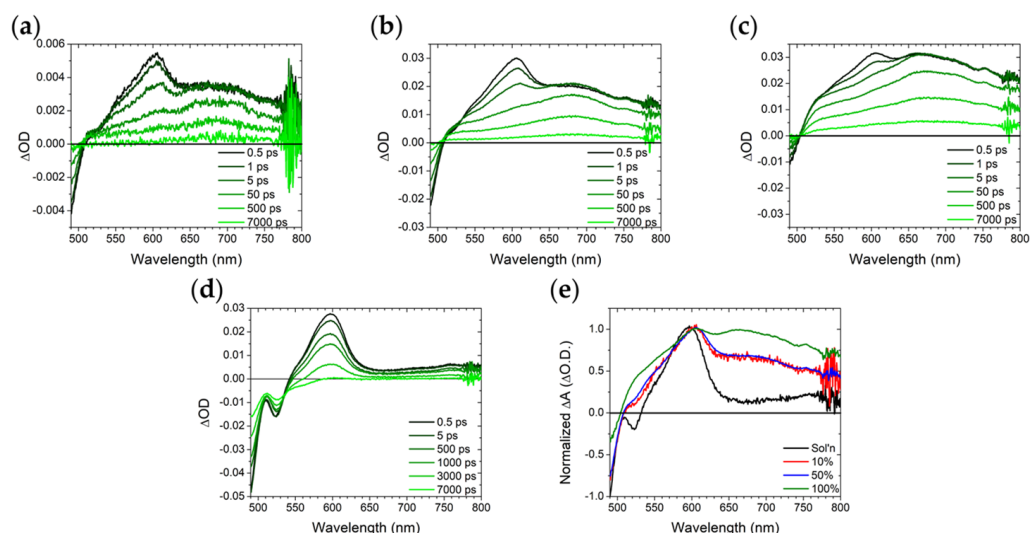 (a)
0.006
0.004
0.002
0.000
-0.002
-0.004
ΔOD
0.5 ps
1 ps
5 ps
50 ps
500 ps
7000 ps
500 550 600 650 700 750 800
Wavelength (nm)
(b)
0.04
0.03
0.02
0.01
0.00
-0.01
-0.02
-0.03
ΔOD
0.5 ps
1 ps
5 ps
50 ps
500 ps
7000 ps
500 550 600 650 700 750 800
Wavelength (nm)
(c)
0.03
0.02
0.01
0.00
-0.01
-0.02
-0.03
ΔOD
0.5 ps
1 ps
5 ps
50 ps
500 ps
7000 ps
500 550 600 650 700 750 800
Wavelength (nm)
(d)
0.03
0.02
0.01
0.00
-0.01
-0.02
-0.03
-0.04
-0.05
ΔOD
0.5 ps
5 ps
500 ps
1000 ps
3000 ps
7000 ps
500 550 600 650 700 750 800
Wavelength (nm)
(e)
1.0
0.5
0.0
-0.5
-1.0
Normalized ΔA (ΔO.D.)
Sol'n
10%
50%
100%
500 550 600 650 700 750 800
Wavelength (nm)